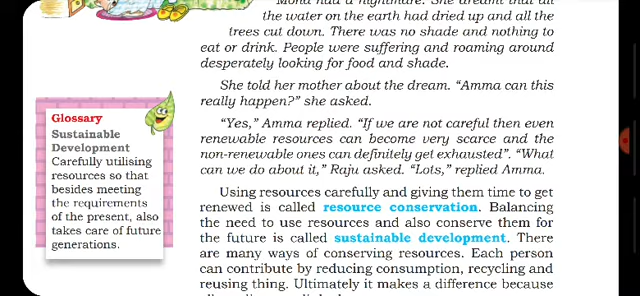 Mona had a nightmare. She dreamt that all
the water on the earth had dried up and all the
trees cut down. There was no shade and nothing to
eat or drink. People were suffering and roaming around
desperately looking for food and shade.
She told her mother about the dream. “Amma can this
really happen?” she asked.
“Yes,” Amma replied. “If we are not careful then even
renewable resources can become very scarce and the
non-renewable ones can definitely get exhausted”. “What
can we do about it,” Raju asked. “Lots,” replied Amma.
Using resources carefully and giving them time to get
renewed is called resource conservation. Balancing
the need to use resources and also conserve them for
the future is called sustainable development. There
are many ways of conserving resources. Each person
can contribute by reducing consumption, recycling and
reusing thing. Ultimately it makes a difference because
Glossary
Sustainable
Development
Carefully utilising
resources so that
besides meeting
the requirements
of the present, also
takes care of future
generations.